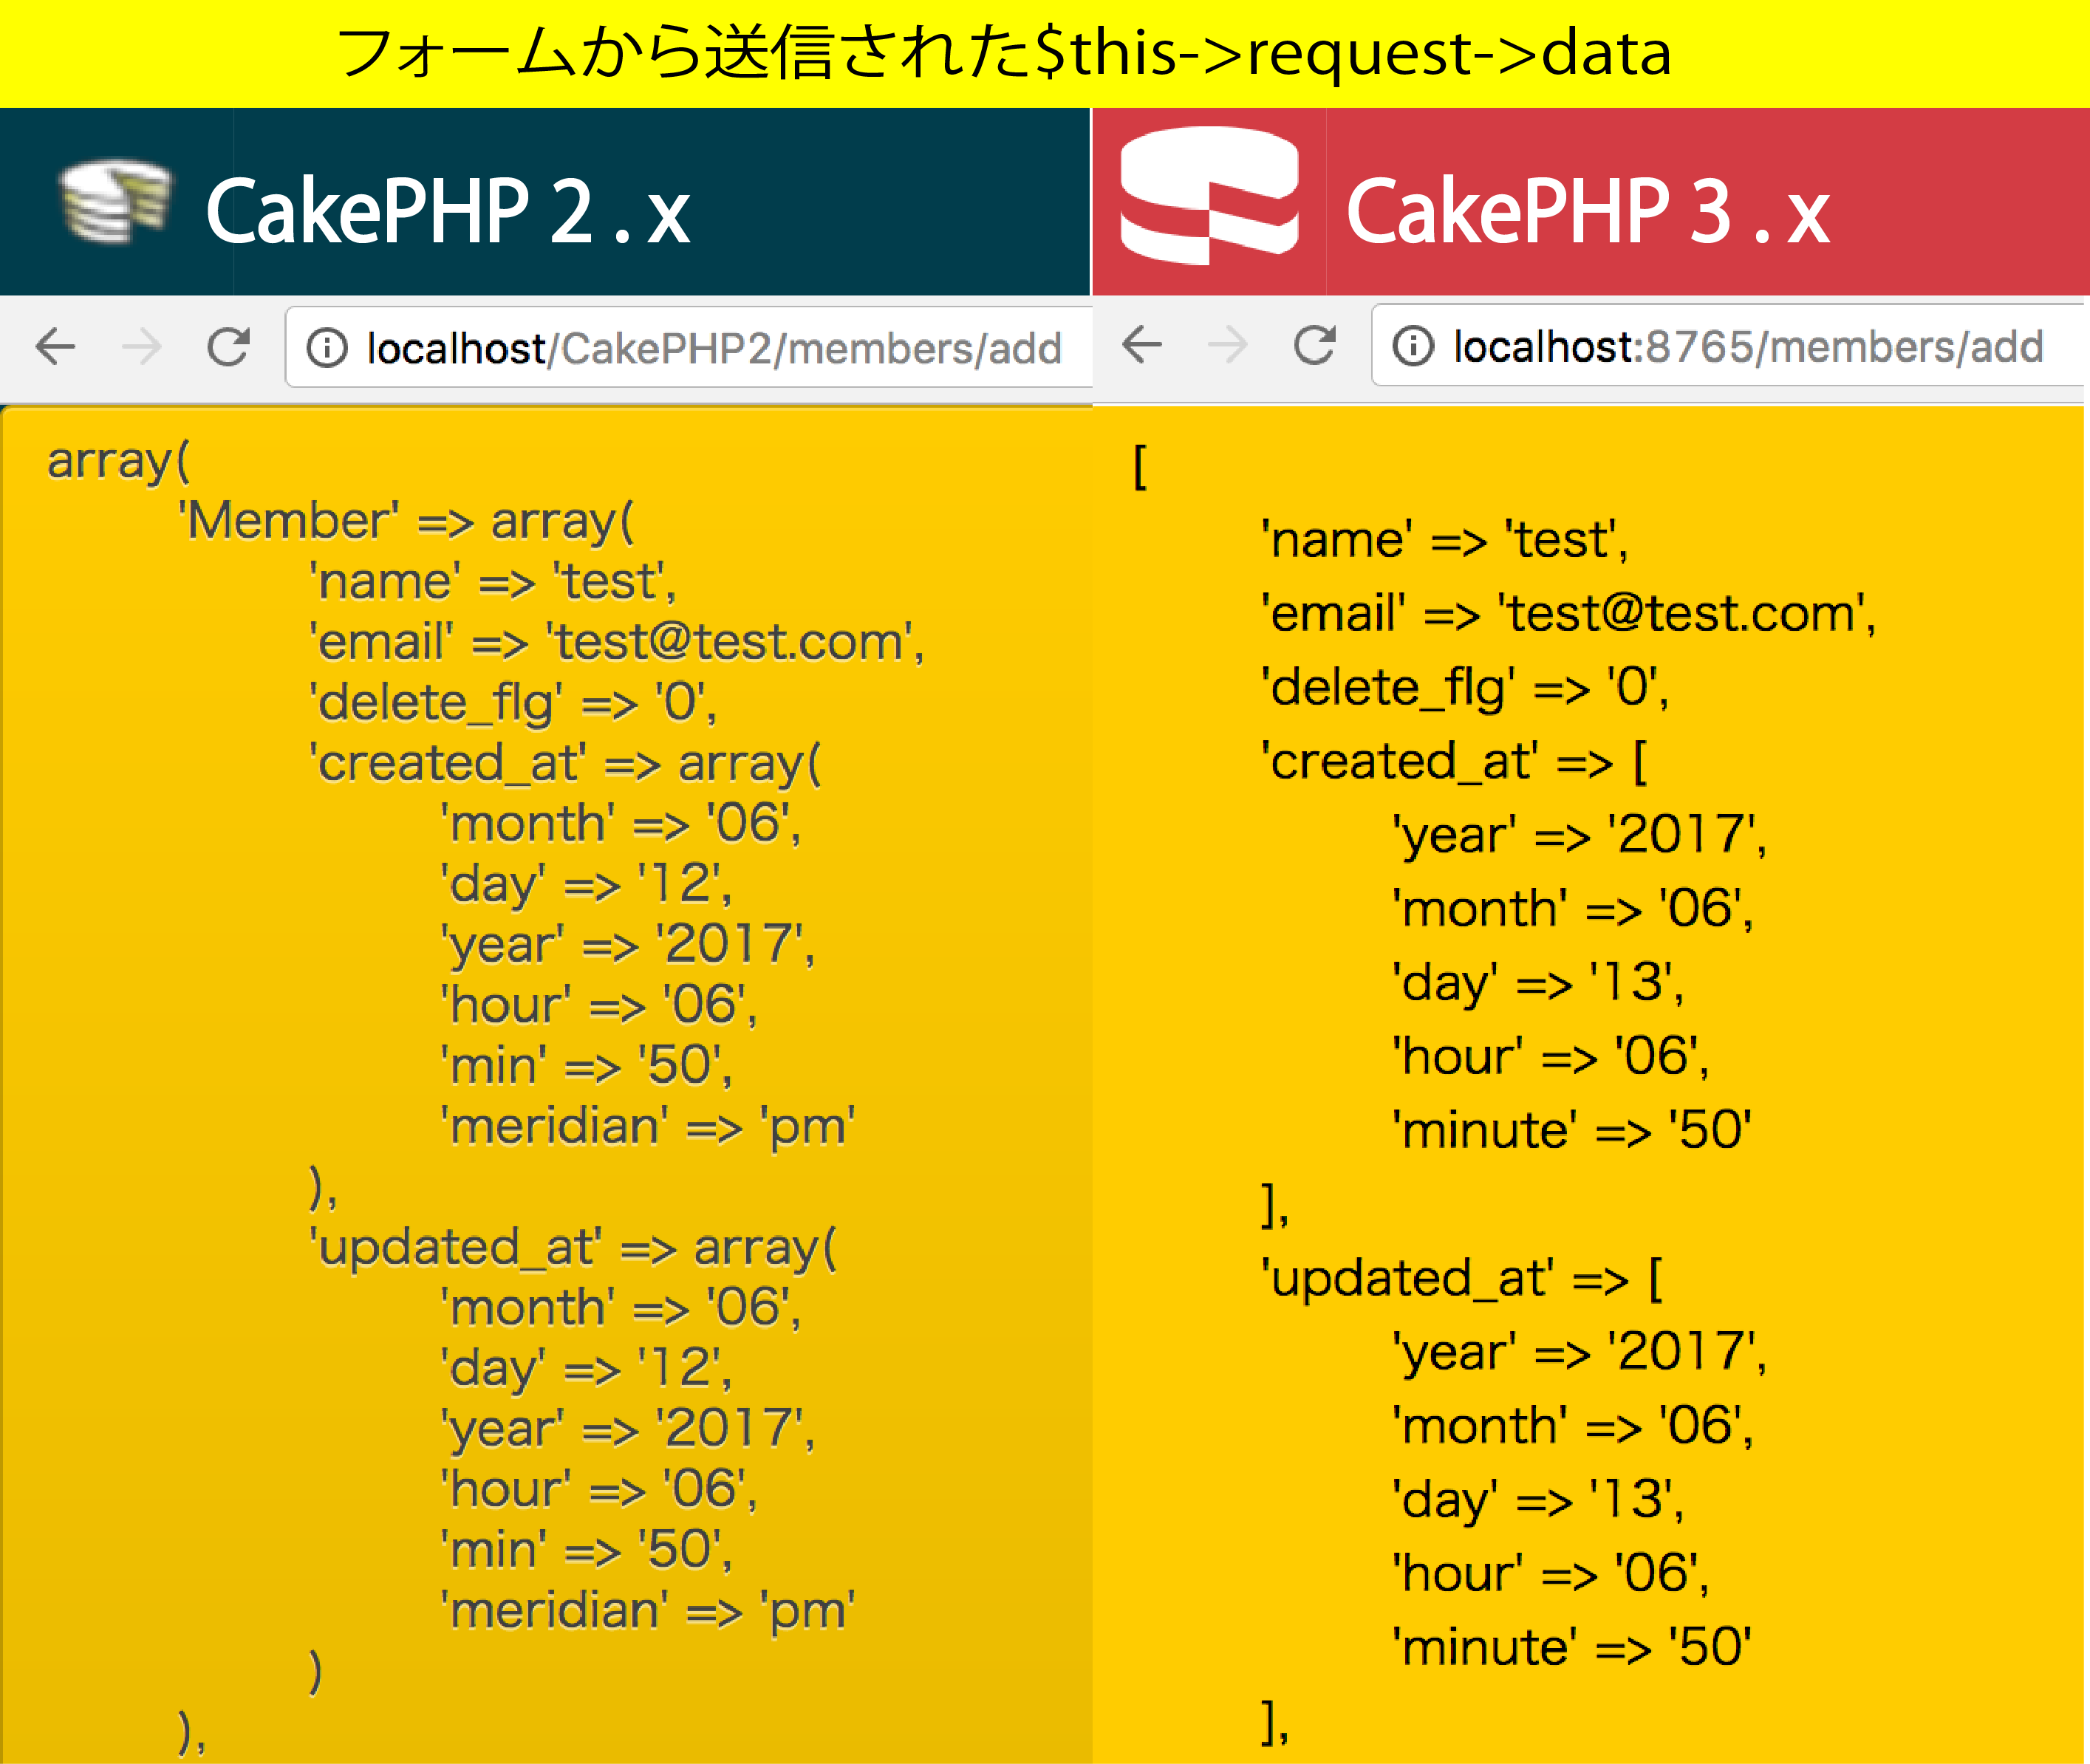 フォームから送信された$this->request->data
CakePHP 2 . x
localhost/CakePHP2/members/add
array(
'Member' => array(
'name' => 'test',
'email' => 'test@test.com',
'delete_flg' => '0',
'created_at' => array(
'month' => '06',
'day' => '12',
'year' => '2017',
'hour' => '06',
'min' => '50',
'meridian' => 'pm'
),
'updated_at' => array(
'month' => '06',
'day' => '12',
'year' => '2017',
'hour' => '06',
'min' => '50',
'meridian' => 'pm'
)
),
CakePHP 3 . x
localhost:8765/members/add
[
'name' => 'test',
'email' => 'test@test.com',
'delete_flg' => '0',
'created_at' => [
'year' => '2017',
'month' => '06',
'day' => '13',
'hour' => '06',
'minute' => '50'
],
'updated_at' => [
'year' => '2017',
'month' => '06',
'day' => '13',
'hour' => '06',
'minute' => '50'
],